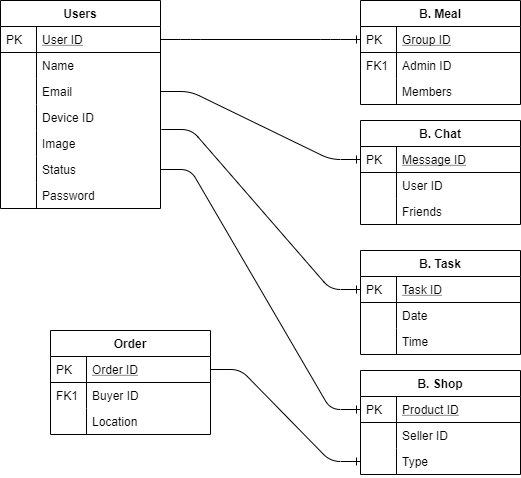 Users
PK User ID
Name
Email
Device ID
Image
Status
Password
B. Meal
PK Group ID
FK1 Admin ID
Members
B. Chat
PK Message ID
User ID
Friends
B. Task
PK Task ID
Date
Time
Order
PK Order ID
FK1 Buyer ID
Location
B. Shop
PK Product ID
Seller ID
Type